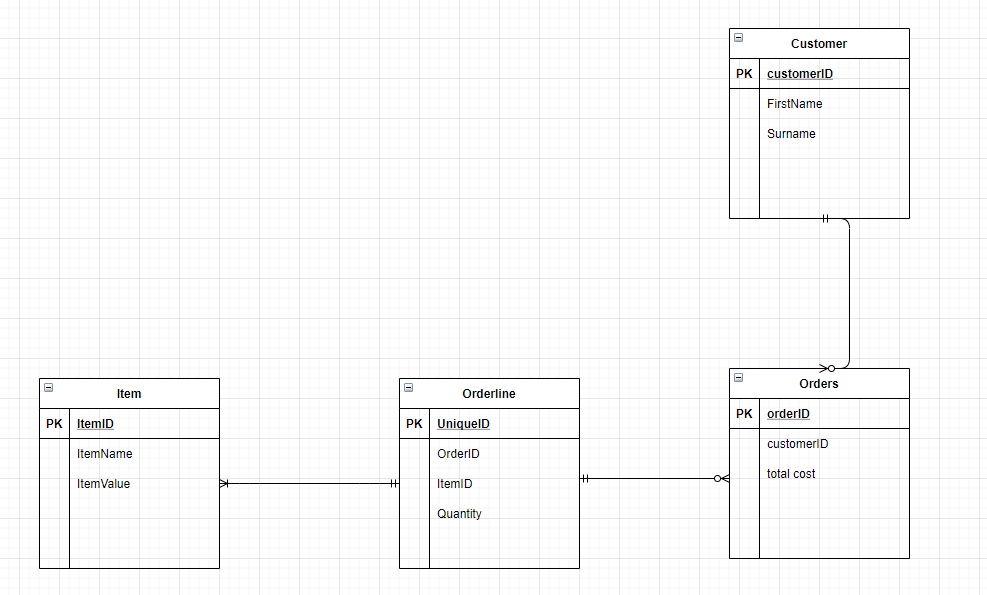 Customer
PK customerID
FirstName
Surname
Item
PK ItemID
ItemName
ItemValue
Orderline
PK UniqueID
OrderID
ItemID
Quantity
Orders
PK orderID
customerID
total cost